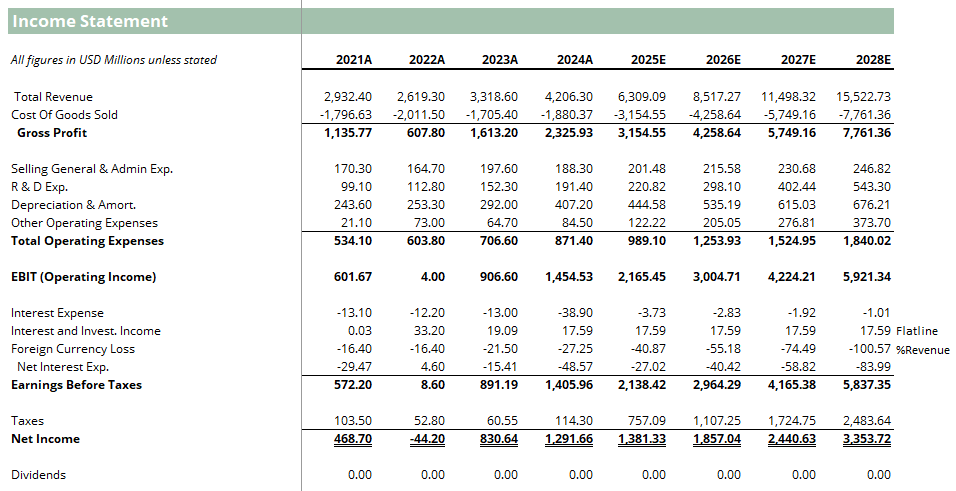 Income Statement
All figures in USD Millions unless stated 2021A 2022A 2023A 2024A 2025E 2026E 2027E 2028E
Total Revenue 2,932.40 2,619.30 3,318.60 4,206.30 6,309.09 8,517.27 11,498.32 15,522.73
Cost Of Goods Sold -1,796.63 -2,011.50 -1,705.40 -1,880.37 -3,154.55 -4,258.64 -5,749.16 -7,761.36
Gross Profit 1,135.77 607.80 1,613.20 2,325.93 3,154.55 4,258.64 5,749.16 7,761.36
Selling General & Admin Exp. 170.30 164.70 197.60 188.30 201.48 215.58 230.68 246.82
R & D Exp. 99.10 112.80 152.30 191.40 220.82 298.10 402.44 543.30
Depreciation & Amort. 243.60 253.30 292.00 407.20 444.58 535.19 615.03 676.21
Other Operating Expenses 21.10 73.00 64.70 84.50 122.22 205.05 276.81 373.70
Total Operating Expenses 534.10 603.80 706.60 871.40 989.10 1,253.93 1,524.95 1,840.02
EBIT (Operating Income) 601.67 4.00 906.60 1,454.53 2,165.45 3,004.71 4,224.21 5,921.34
Interest Expense -13.10 -12.20 -13.00 -38.90 -3.73 -2.83 -1.92 -1.01
Interest and Invest. Income 0.03 33.20 19.09 17.59 17.59 17.59 17.59 17.59 Flatline
Foreign Currency Loss -16.40 -16.40 -21.50 -27.25 -40.87 -55.18 -74.49 -100.57 %Revenue
Net Interest Exp. -29.47 4.60 -15.41 -48.57 -27.02 -40.42 -58.82 -83.99
Earnings Before Taxes 572.20 8.60 891.19 1,405.96 2,138.42 2,964.29 4,165.38 5,837.35
Taxes 103.50 52.80 60.55 114.30 757.09 1,107.25 1,724.75 2,483.64
Net Income 468.70 -44.20 830.64 1,291.66 1,381.33 1,857.04 2,440.63 3,353.72
Dividends 0.00 0.00 0.00 0.00 0.00 0.00 0.00 0.00